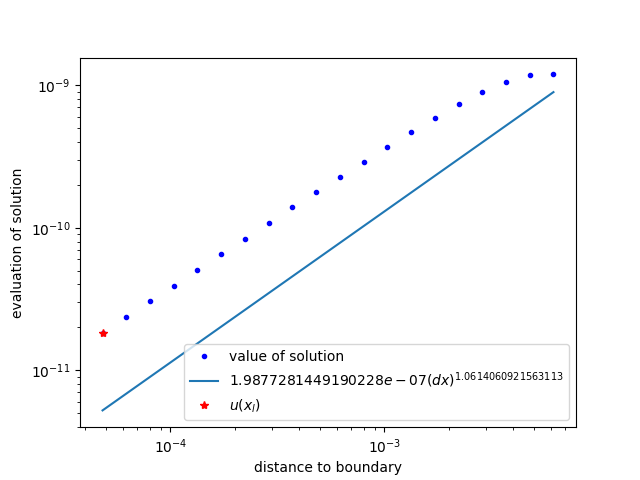 10⁻⁹
10⁻¹⁰
10⁻¹¹
evaluation of solution
value of solution
1.9877281449190228e − 07(dx)^1.0614060921563113
u(x_l)
10⁻⁴ 10⁻³
distance to boundary